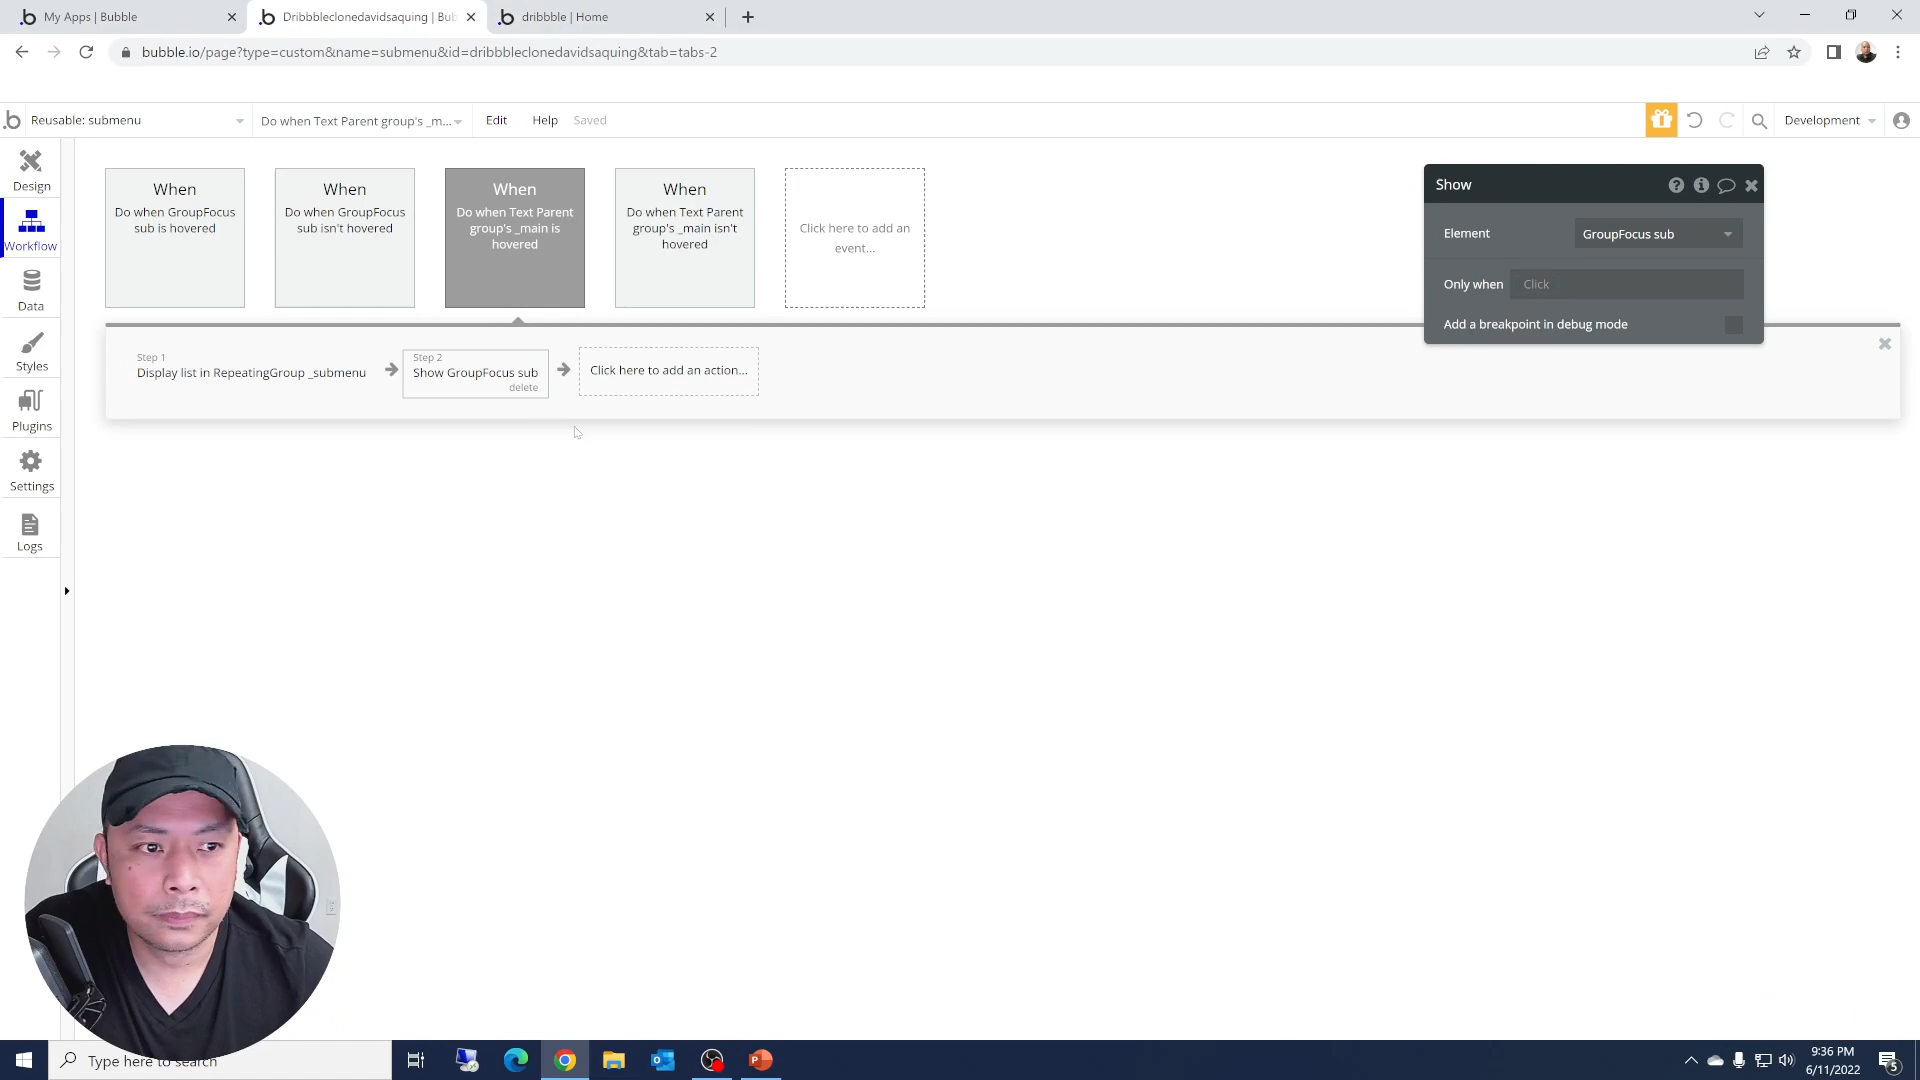 My Apps | Bubble
Dribbbleclonedavidsaquing | Bub
dribbble | Home
bubble.io/page?type=custom&name=submenu&id=dribbbleclonedavidsaquing&tab=tabs-2
Reusable: submenu
Do when Text Parent group's _m...
Edit
Help
Saved
Development
Design
Workflow
Data
Styles
Plugins
Settings
Logs
When
Do when GroupFocus
sub is hovered
When
Do when GroupFocus
sub isn't hovered
When
Do when Text Parent
group's _main is
hovered
When
Do when Text Parent
group's _main isn't
hovered
Click here to add an
event...
Show
Element
GroupFocus sub
Only when
Click
Add a breakpoint in debug mode
Step 1
Display list in RepeatingGroup _submenu
Step 2
Show GroupFocus sub
delete
Click here to add an action...
Type here to search
9:36 PM
6/11/2022
5